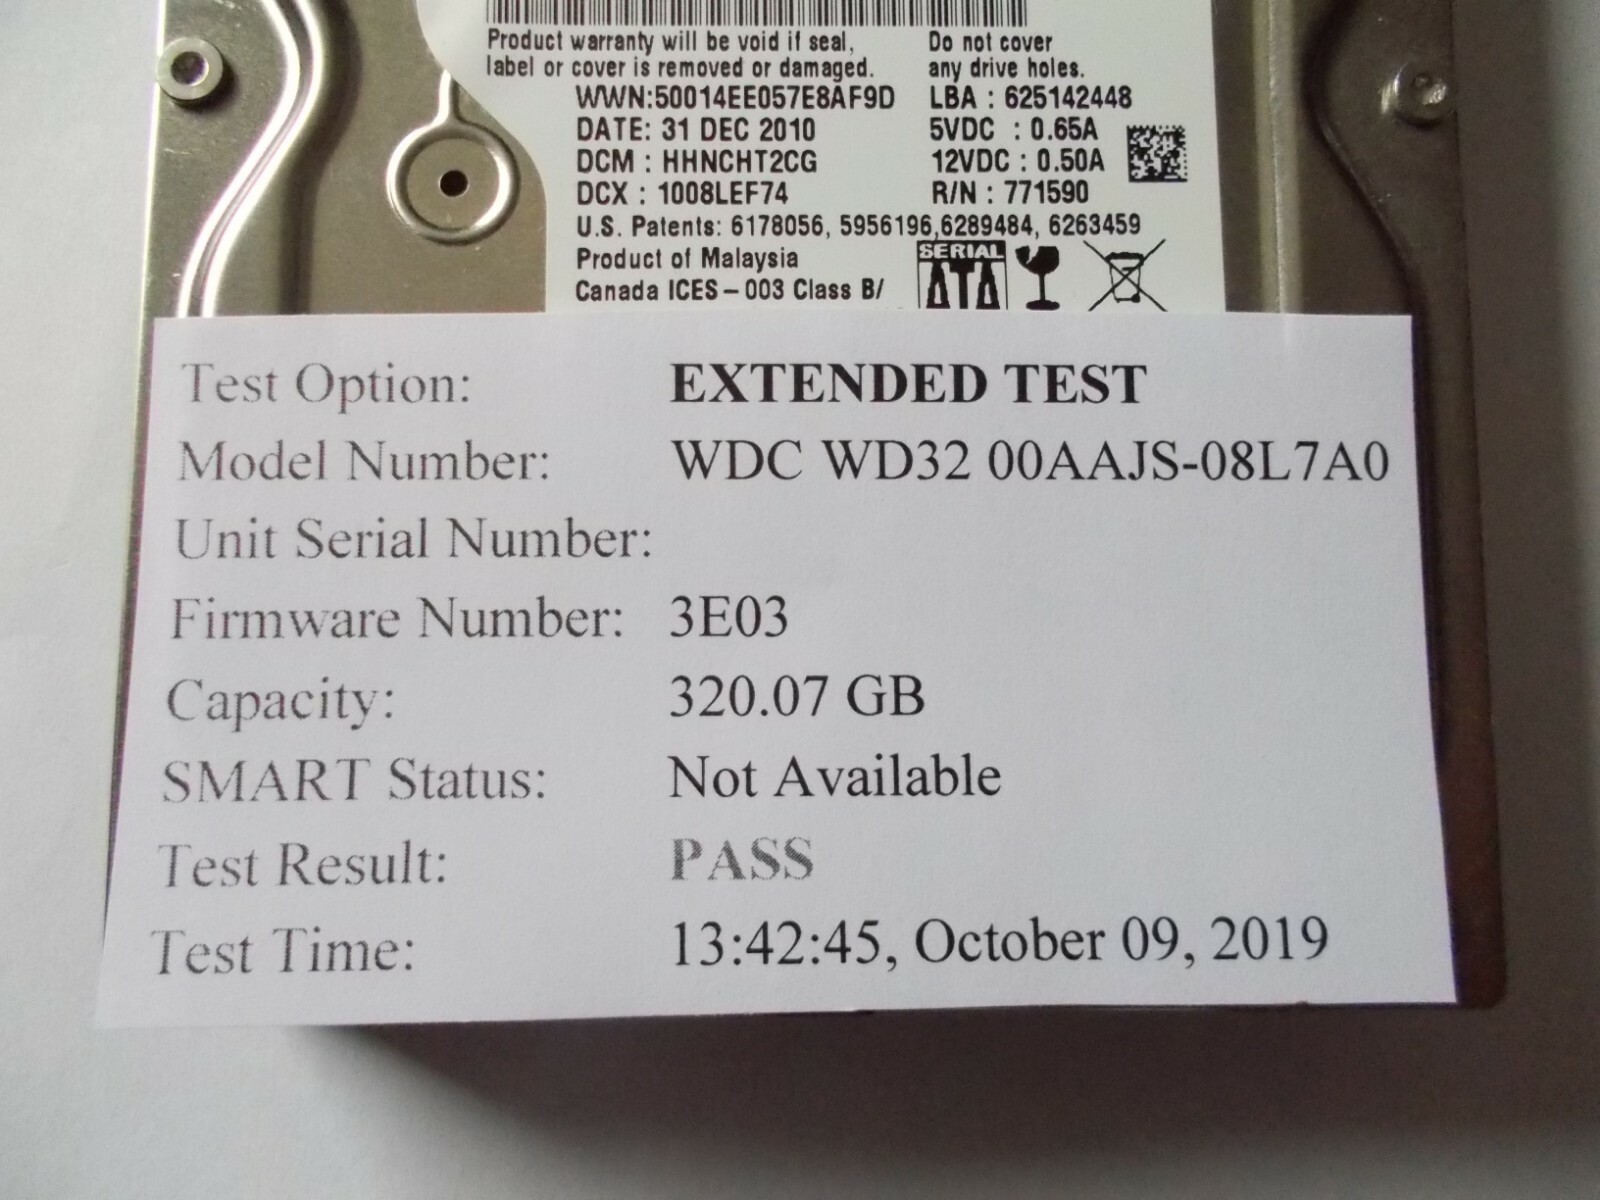 Product warranty will be void if seal,
label or cover is removed or damaged.
Do not cover
any drive holes.
WWN:50014EE057E8AF9D
DATE: 31 DEC 2010
DCM : HHNCHT2CG
DCX : 1008LEF74
LBA : 625142448
5VDC : 0.65A
12VDC : 0.50A
R/N : 771590
U.S. Patents: 6178056, 5956196,6289484, 6263459
Product of Malaysia
Canada ICES-003 Class B/
SERIAL
ATA
Test Option: EXTENDED TEST
Model Number: WDC WD32 00AAJS-08L7A0
Unit Serial Number:
Firmware Number: 3E03
Capacity: 320.07 GB
SMART Status: Not Available
Test Result: PASS
Test Time: 13:42:45, October 09, 2019